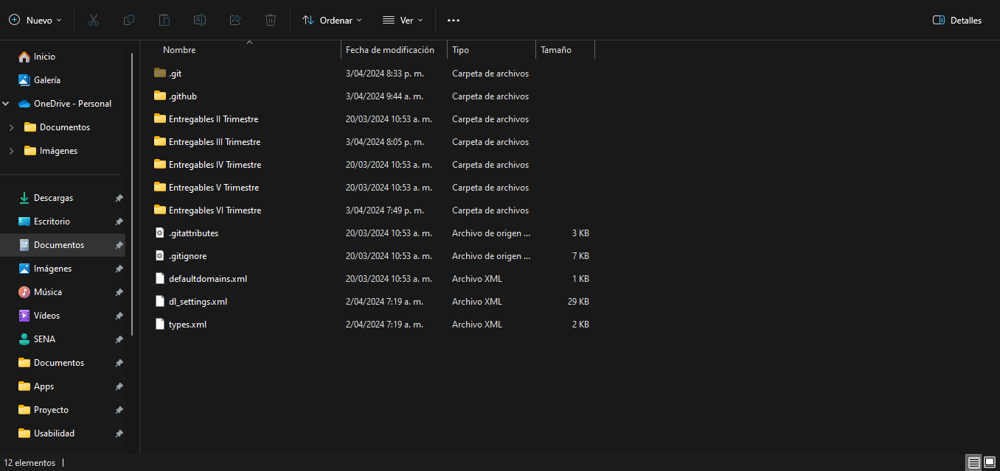 Nuevo Ordenar Ver ... Detalles
Nombre Fecha de modificación Tipo Tamaño
Inicio
Galería
OneDrive - Personal
Documentos
Imágenes
Descargas
Escritorio
Documentos
Imágenes
Música
Vídeos
SENA
Documentos
Apps
Proyecto
Usabilidad
.git 3/04/2024 8:33 p. m. Carpeta de archivos
.github 3/04/2024 9:44 a. m. Carpeta de archivos
Entregables II Trimestre 20/03/2024 10:53 a. m. Carpeta de archivos
Entregables III Trimestre 3/04/2024 8:05 p. m. Carpeta de archivos
Entregables IV Trimestre 20/03/2024 10:53 a. m. Carpeta de archivos
Entregables V Trimestre 20/03/2024 10:53 a. m. Carpeta de archivos
Entregables VI Trimestre 3/04/2024 7:49 p. m. Carpeta de archivos
.gitattributes 20/03/2024 10:53 a. m. Archivo de origen ... 3 KB
.gitignore 20/03/2024 10:53 a. m. Archivo de origen ... 7 KB
defaultdomains.xml 20/03/2024 10:53 a. m. Archivo XML 1 KB
dl_settings.xml 2/04/2024 7:19 a. m. Archivo XML 29 KB
types.xml 2/04/2024 7:19 a. m. Archivo XML 2 KB
12 elementos